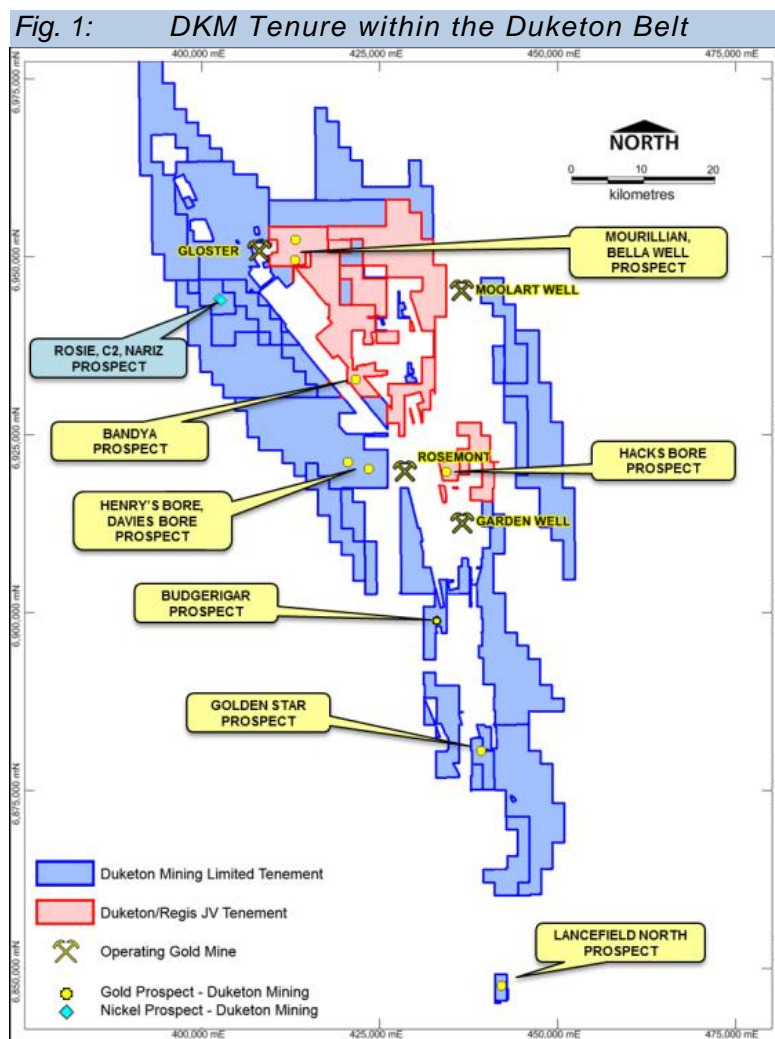 Fig. 1: DKM Tenure within the Duketon Belt
400,000 mE
425,000 mE
450,000 mE
475,000 mE
6,975,000 mN
NORTH
0 10 20
kilometres
GLOSTER
MOURILLIAN,
BELLA WELL
PROSPECT
6,950,000 mN
MOOLART WELL
ROSIE, C2, NARIZ
PROSPECT
BANDYA
PROSPECT
6,925,000 mN
ROSEMONT
HACKS BORE
PROSPECT
HENRY'S BORE,
DAVIES BORE
PROSPECT
GARDEN WELL
BUDGERIGAR
PROSPECT
6,900,000 mN
GOLDEN STAR
PROSPECT
6,875,000 mN
Duketon Mining Limited Tenement
Duketon/Regis JV Tenement
Operating Gold Mine
Gold Prospect - Duketon Mining
Nickel Prospect - Duketon Mining
LANCEFIELD NORTH
PROSPECT
6,850,000 mN
400,000 mE
425,000 mE
450,000 mE
475,000 mE